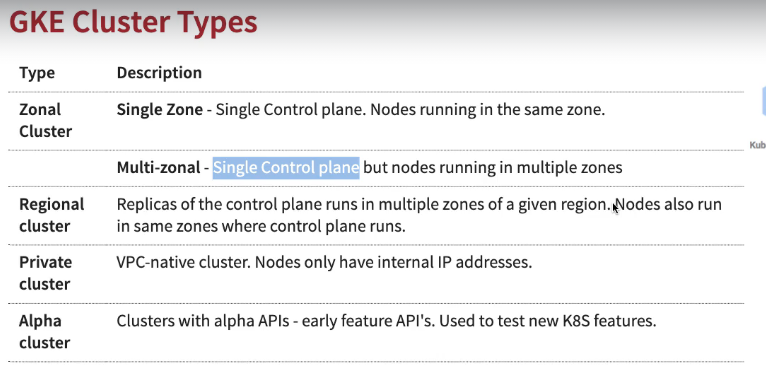 GKE Cluster Types
Type Description
Zonal Cluster Single Zone - Single Control plane. Nodes running in the same zone.
Multi-zonal - Single Control plane but nodes running in multiple zones
Regional cluster Replicas of the control plane runs in multiple zones of a given region. Nodes also run
in same zones where control plane runs.
Private cluster VPC-native cluster. Nodes only have internal IP addresses.
Alpha cluster Clusters with alpha APIs - early feature API's. Used to test new K8S features.
Kub